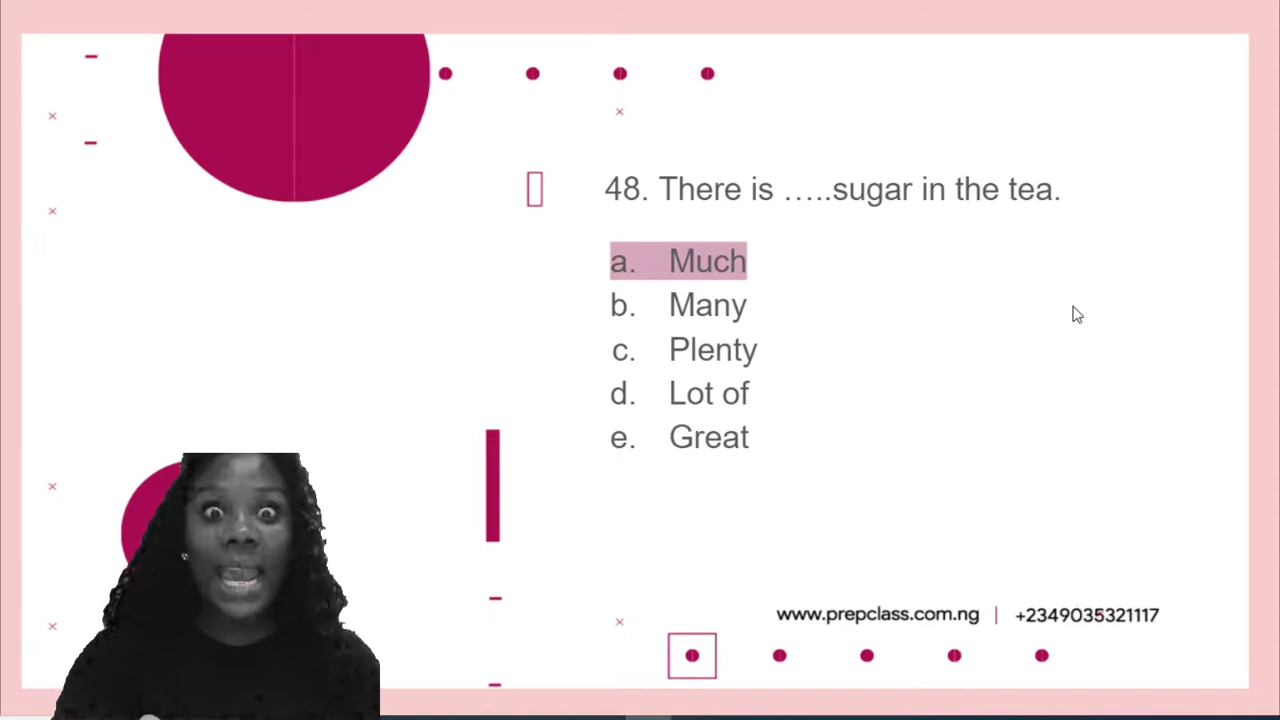 48. There is …..sugar in the tea.
a. Much
b. Many
c. Plenty
d. Lot of
e. Great
www.prepclass.com.ng | +2349035321117